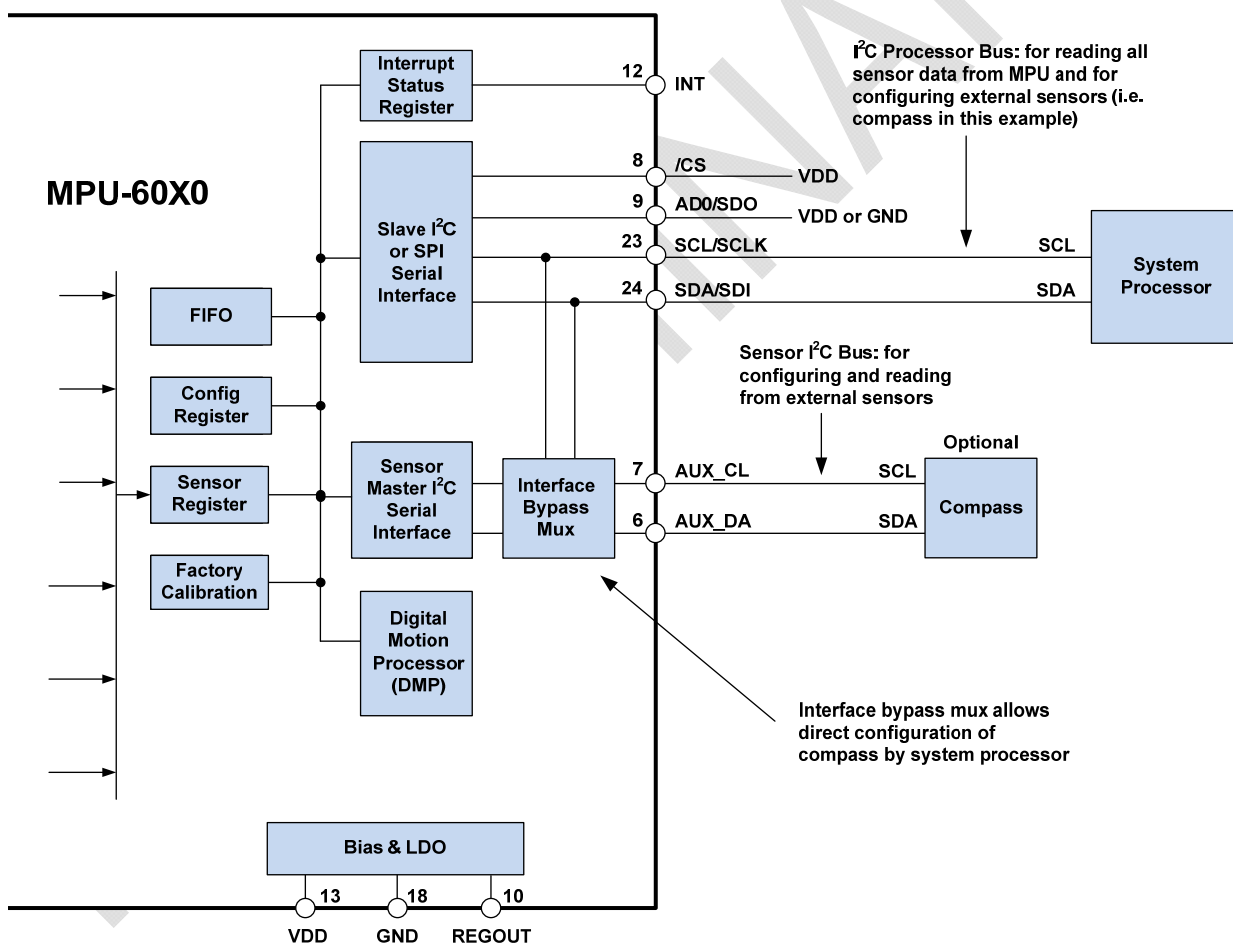 MPU-60X0
Interrupt
Status
Register
12
INT
I²C Processor Bus: for reading all
sensor data from MPU and for
configuring external sensors (i.e.
compass in this example)
8
/CS
VDD
9
AD0/SDO
VDD or GND
Slave I²C
or SPI
Serial
Interface
23
SCL/SCLK
SCL
24
SDA/SDI
SDA
System
Processor
FIFO
Config
Register
Sensor
Register
Factory
Calibration
Sensor I²C Bus: for
configuring and reading
from external sensors
Sensor
Master I²C
Serial
Interface
Interface
Bypass
Mux
7
AUX_CL
SCL
6
AUX_DA
SDA
Optional
Compass
Digital
Motion
Processor
(DMP)
Interface bypass mux allows
direct configuration of
compass by system processor
Bias & LDO
13
18
10
VDD
GND
REGOUT